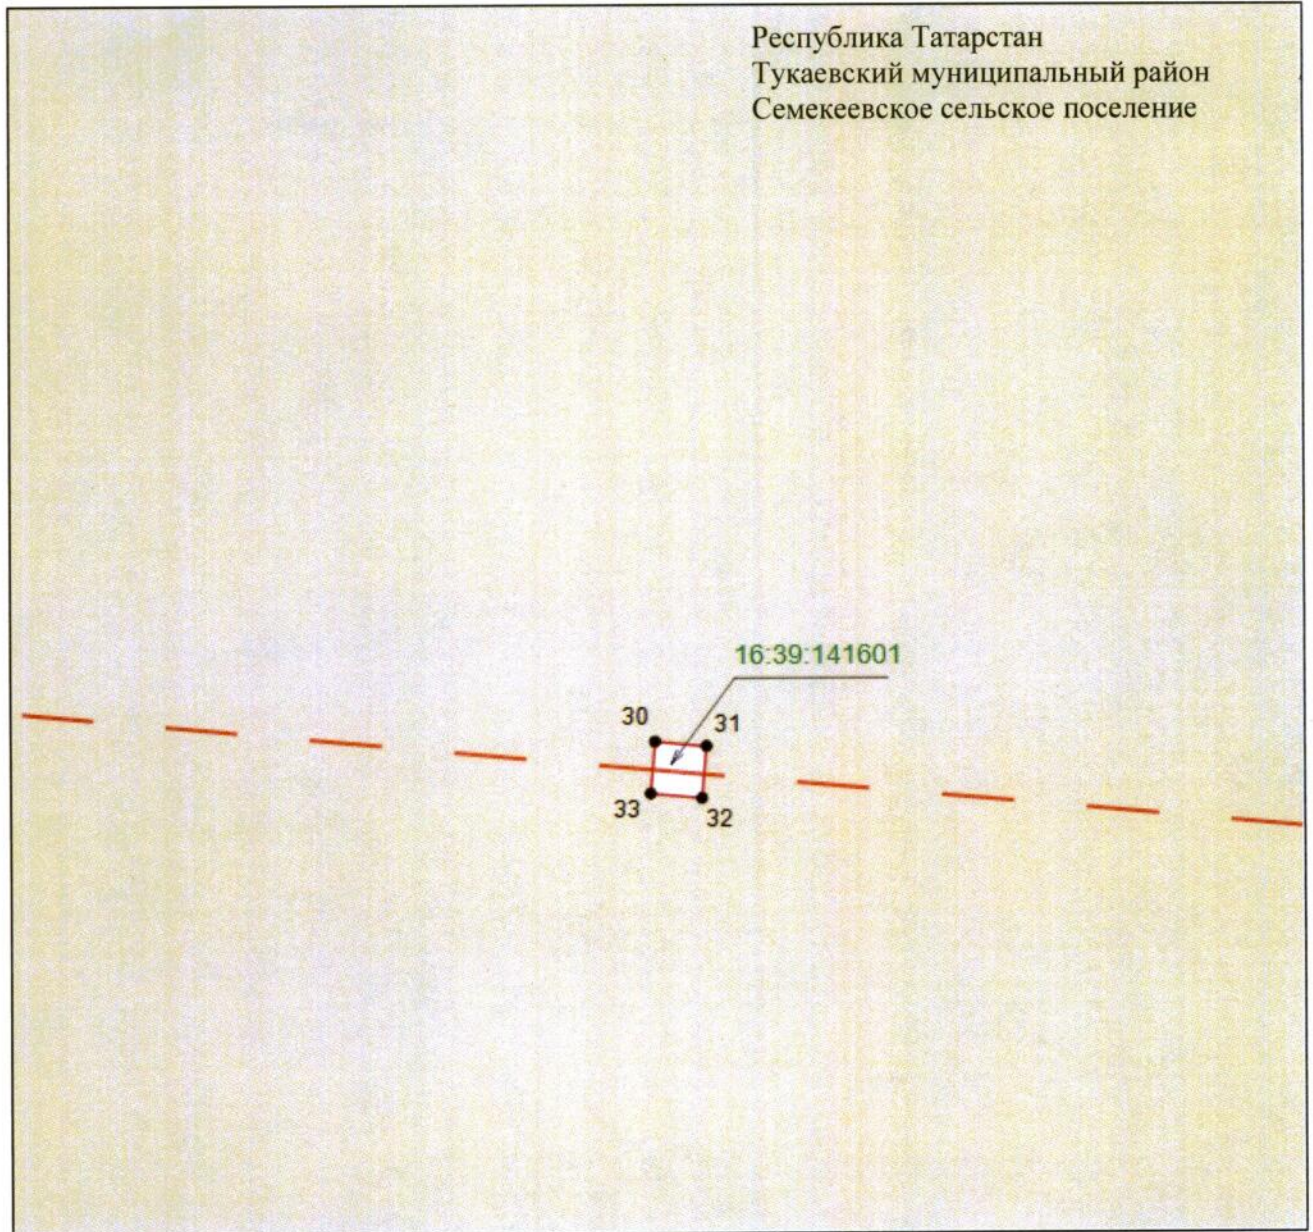 Республика Татарстан
Тукаевский муниципальный район
Семекеевское сельское поселение
16:39:141601
30
31
33
32